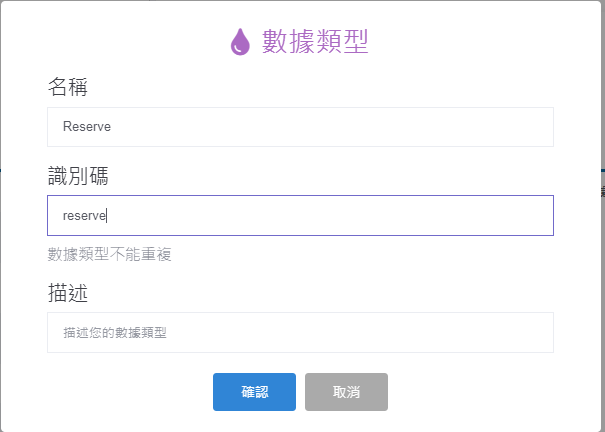 數據類型
名稱
Reserve
識別碼
reserve
數據類型不能重複
描述
描述您的數據類型
確認 取消